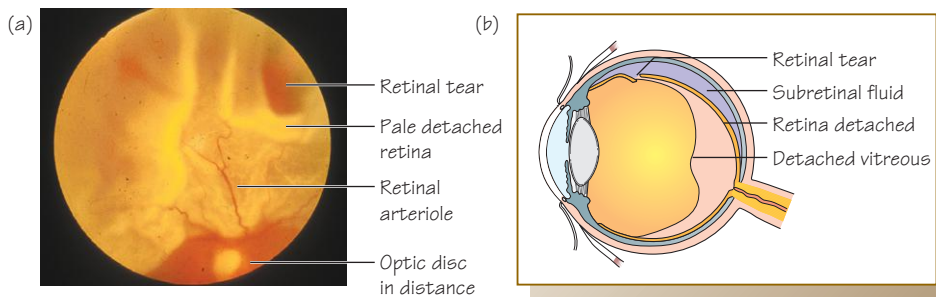 (a)
Retinal tear
Pale detached
retina
Retinal
arteriole
Optic disc
in distance
(b)
Retinal tear
Subretinal fluid
Retina detached
Detached vitreous